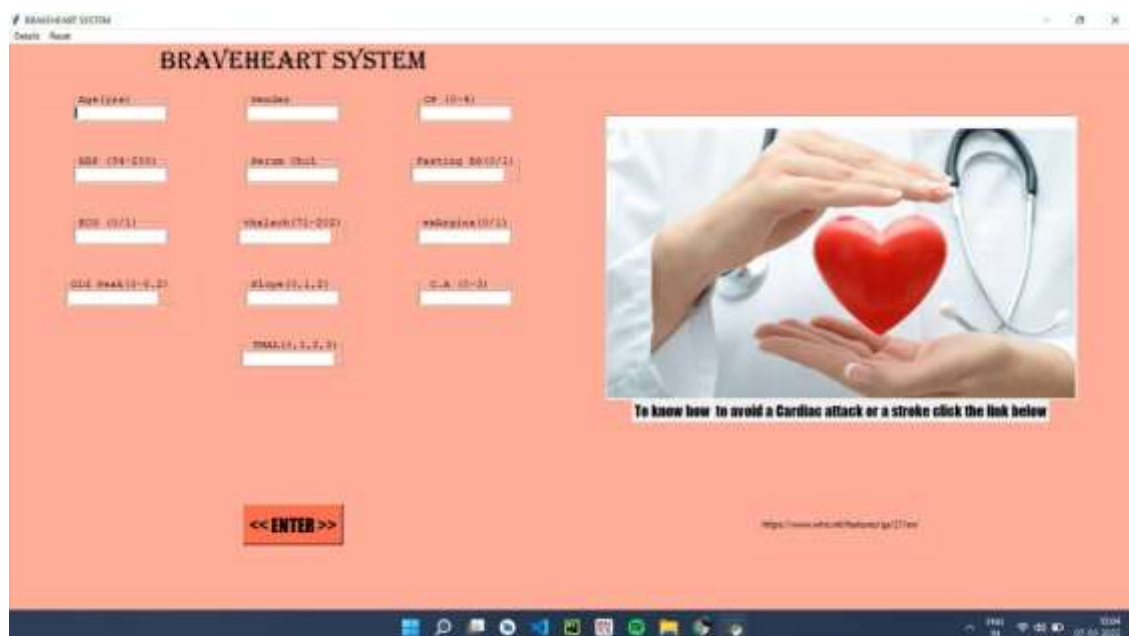 BRAVEHEART SYSTEM
Details Reset
BRAVEHEART SYSTEM
Age(yrs) Gender CP (0-4)
Serum Chol Fasting BS(0/1)
ECG (0/1) thalach(71-202) exAngina(0/1)
Old Peak(0-6.2) Slope(0,1,2) C.A (0-3)
THAL(0,1,2,3)
To know how to avoid a Cardiac attack or a stroke click the link below
<< ENTER >>